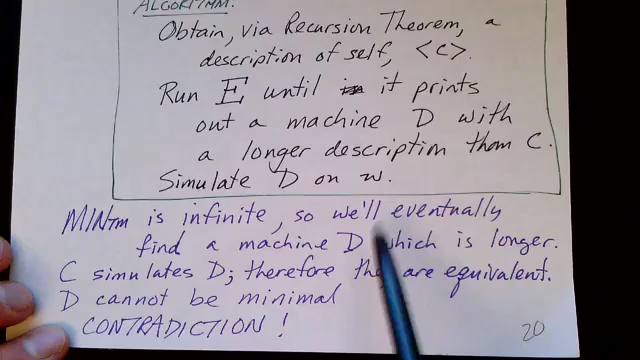 ALGORITHM:
Obtain, via Recursion Theorem, a
description of self, <C>.
Run E until it prints
out a machine D with
a longer description than C.
Simulate D on w.
MIN_TM is infinite, so we'll eventually
find a machine D which is longer.
C simulates D; therefore they are equivalent.
D cannot be minimal
CONTRADICTION!
20